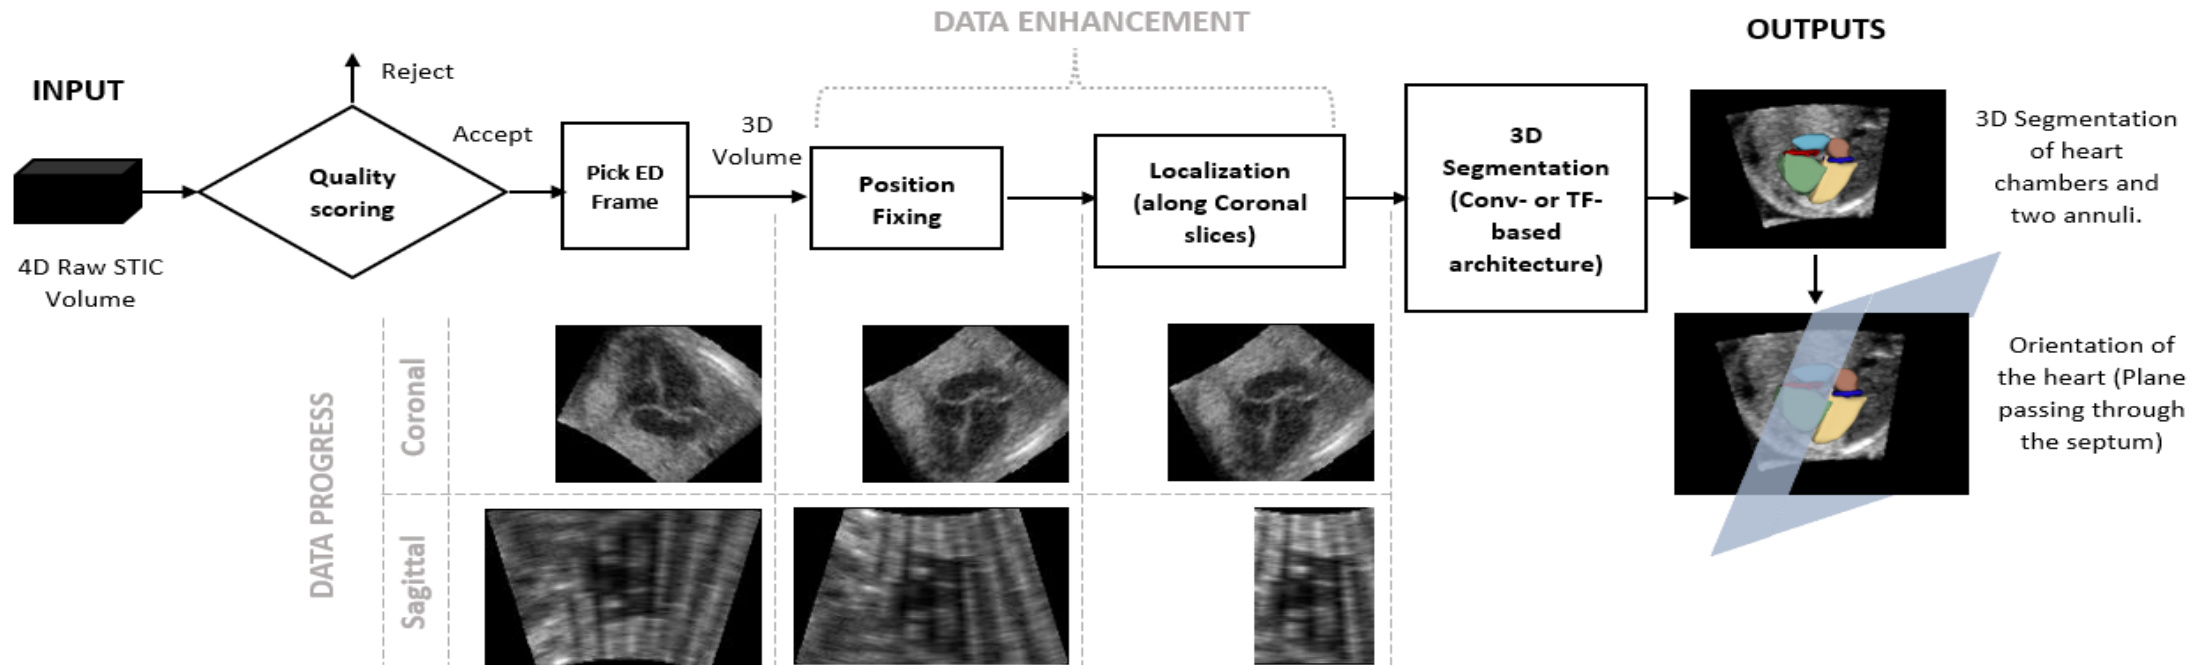 DATA ENHANCEMENT
OUTPUTS
INPUT
Reject
Accept
Quality
scoring
4D Raw STIC
Volume
Pick ED
Frame
3D
Volume
Position
Fixing
Localization
(along Coronal
slices)
3D
Segmentation
(Conv- or TF-
based
architecture)
3D Segmentation
of heart
chambers and
two annuli.
Orientation of
the heart (Plane
passing through
the septum)
DATA PROGRESS
Coronal
Sagittal